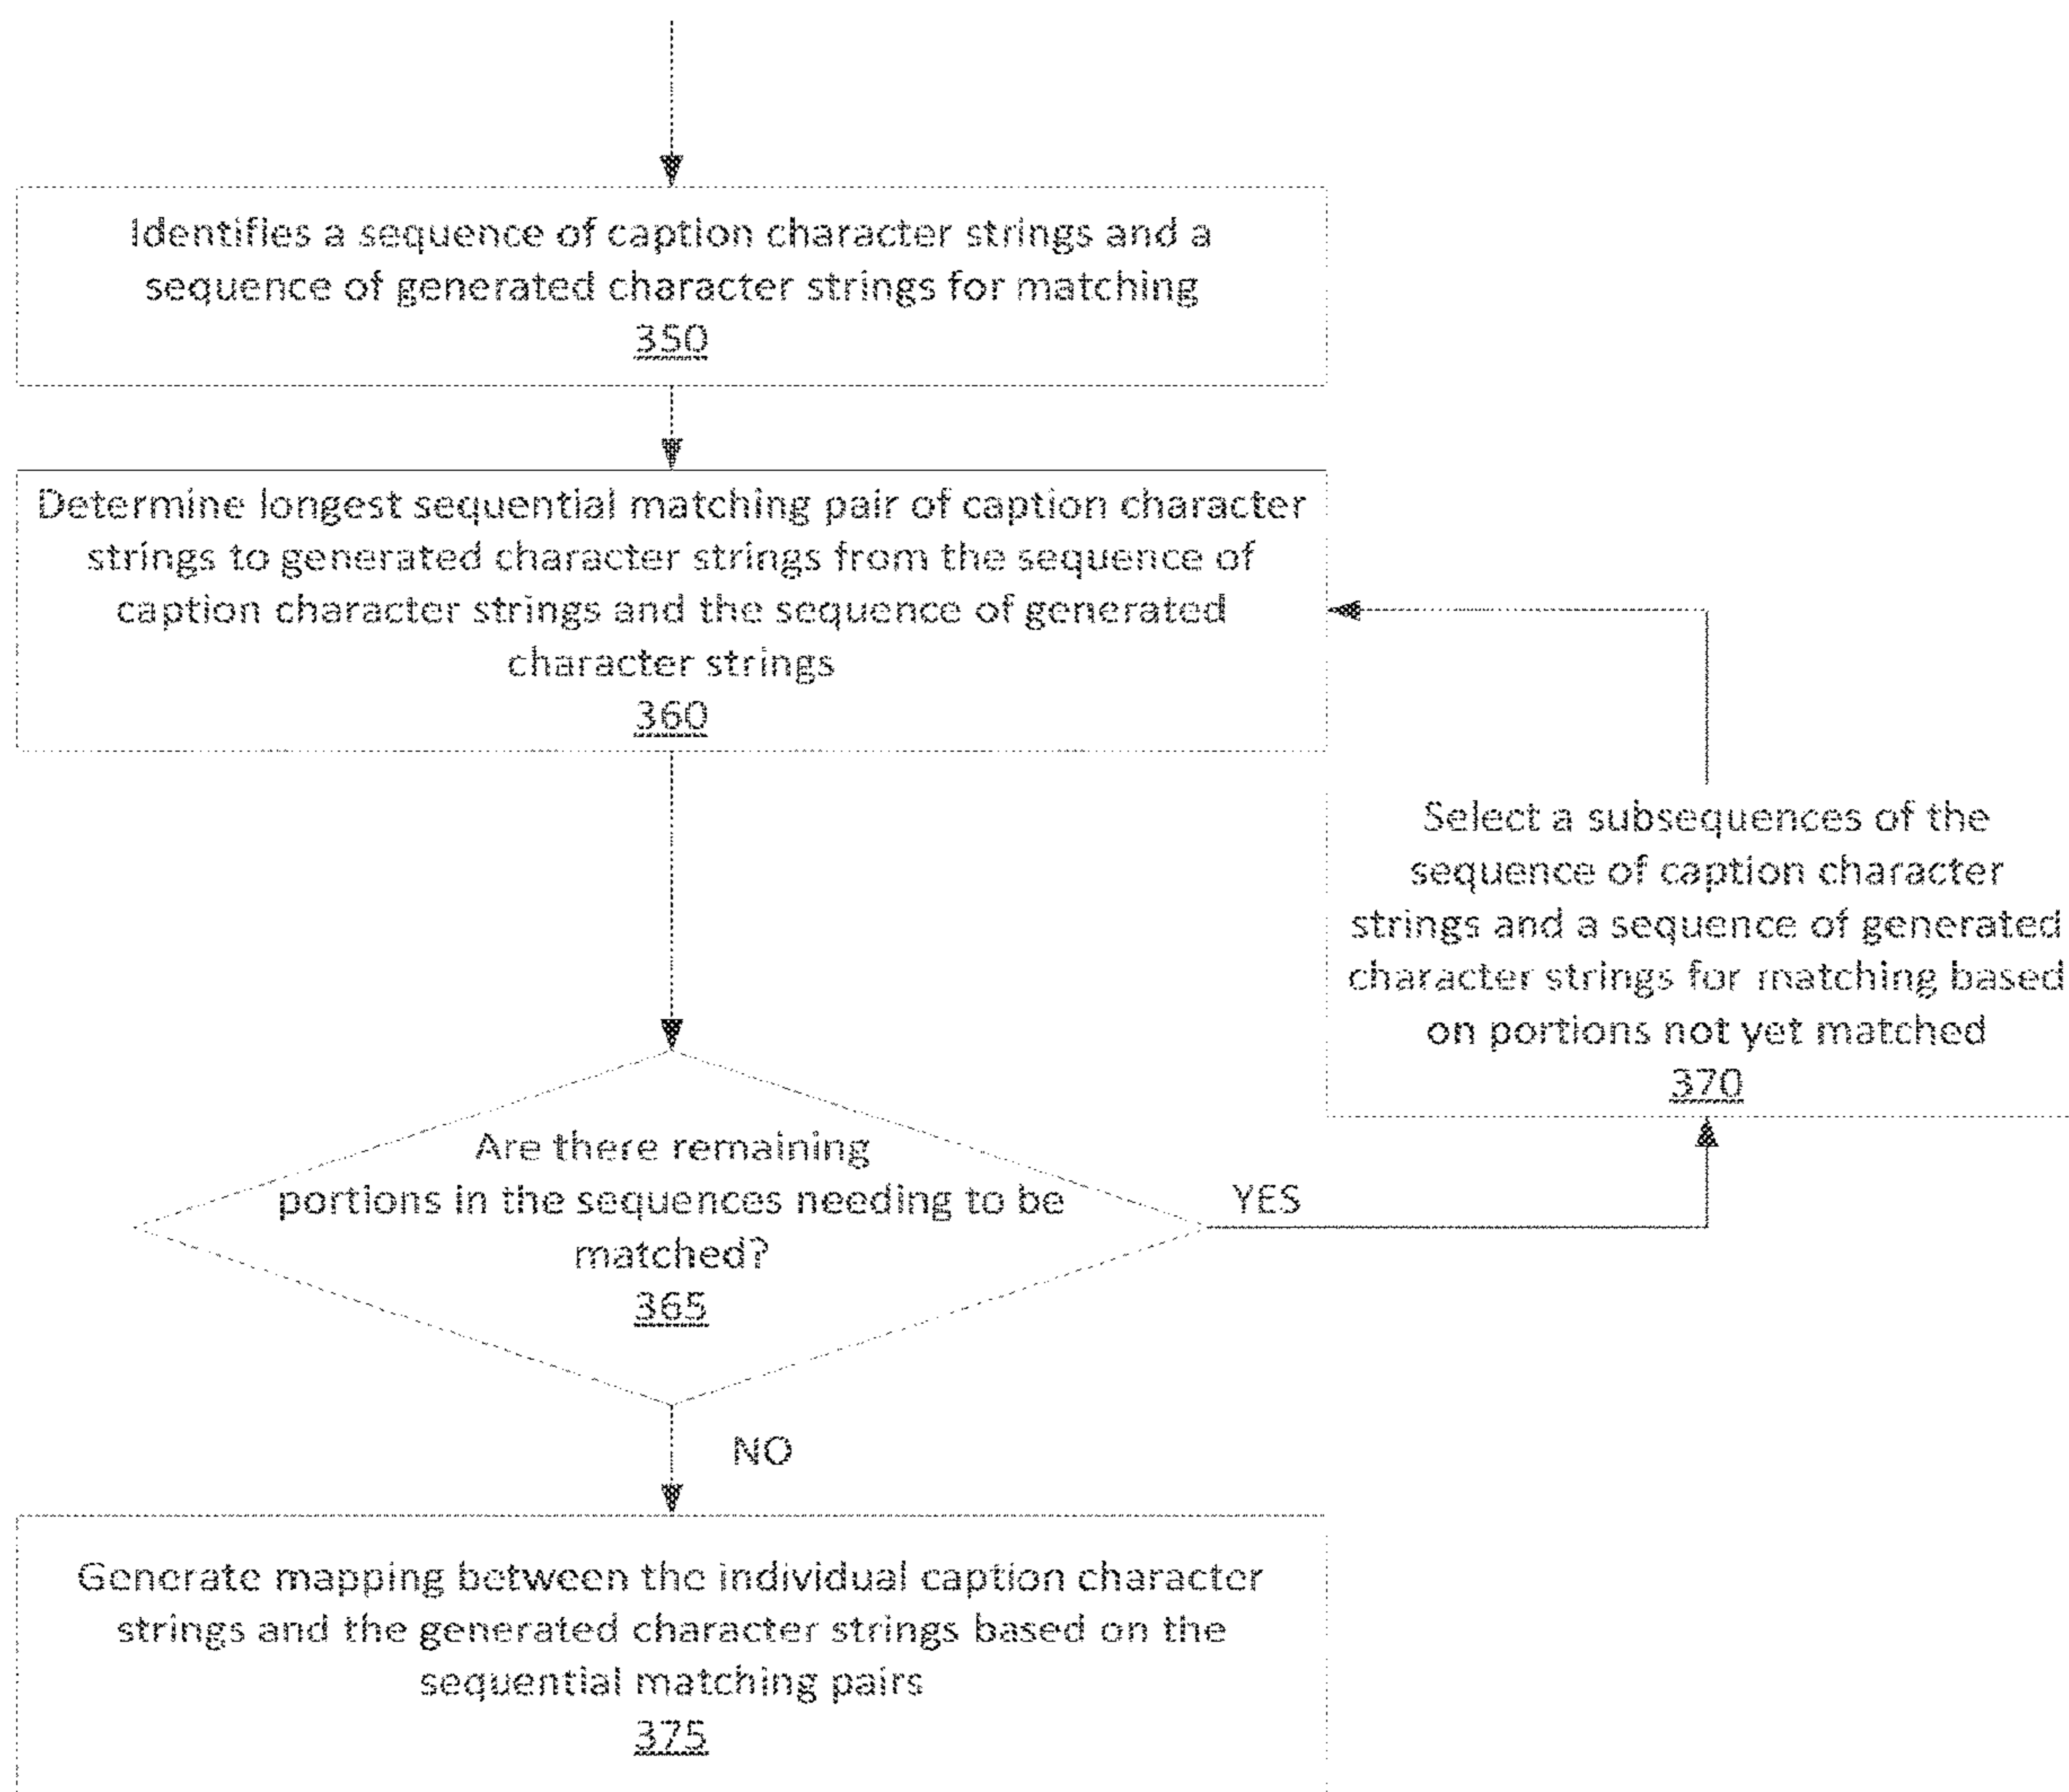 Identifies a sequence of caption character strings and a
sequence of generated character strings for matching
350
Determine longest sequential matching pair of caption character
strings to generated character strings from the sequence of
caption character strings and the sequence of generated
character strings
360
Select a subsequences of the
sequence of caption character
strings and a sequence of generated
character strings for matching based
on portions not yet matched
370
Are there remaining
portions in the sequences needing to be
matched?
365
YES
NO
Generate mapping between the individual caption character
strings and the generated character strings based on the
sequential matching pairs
375